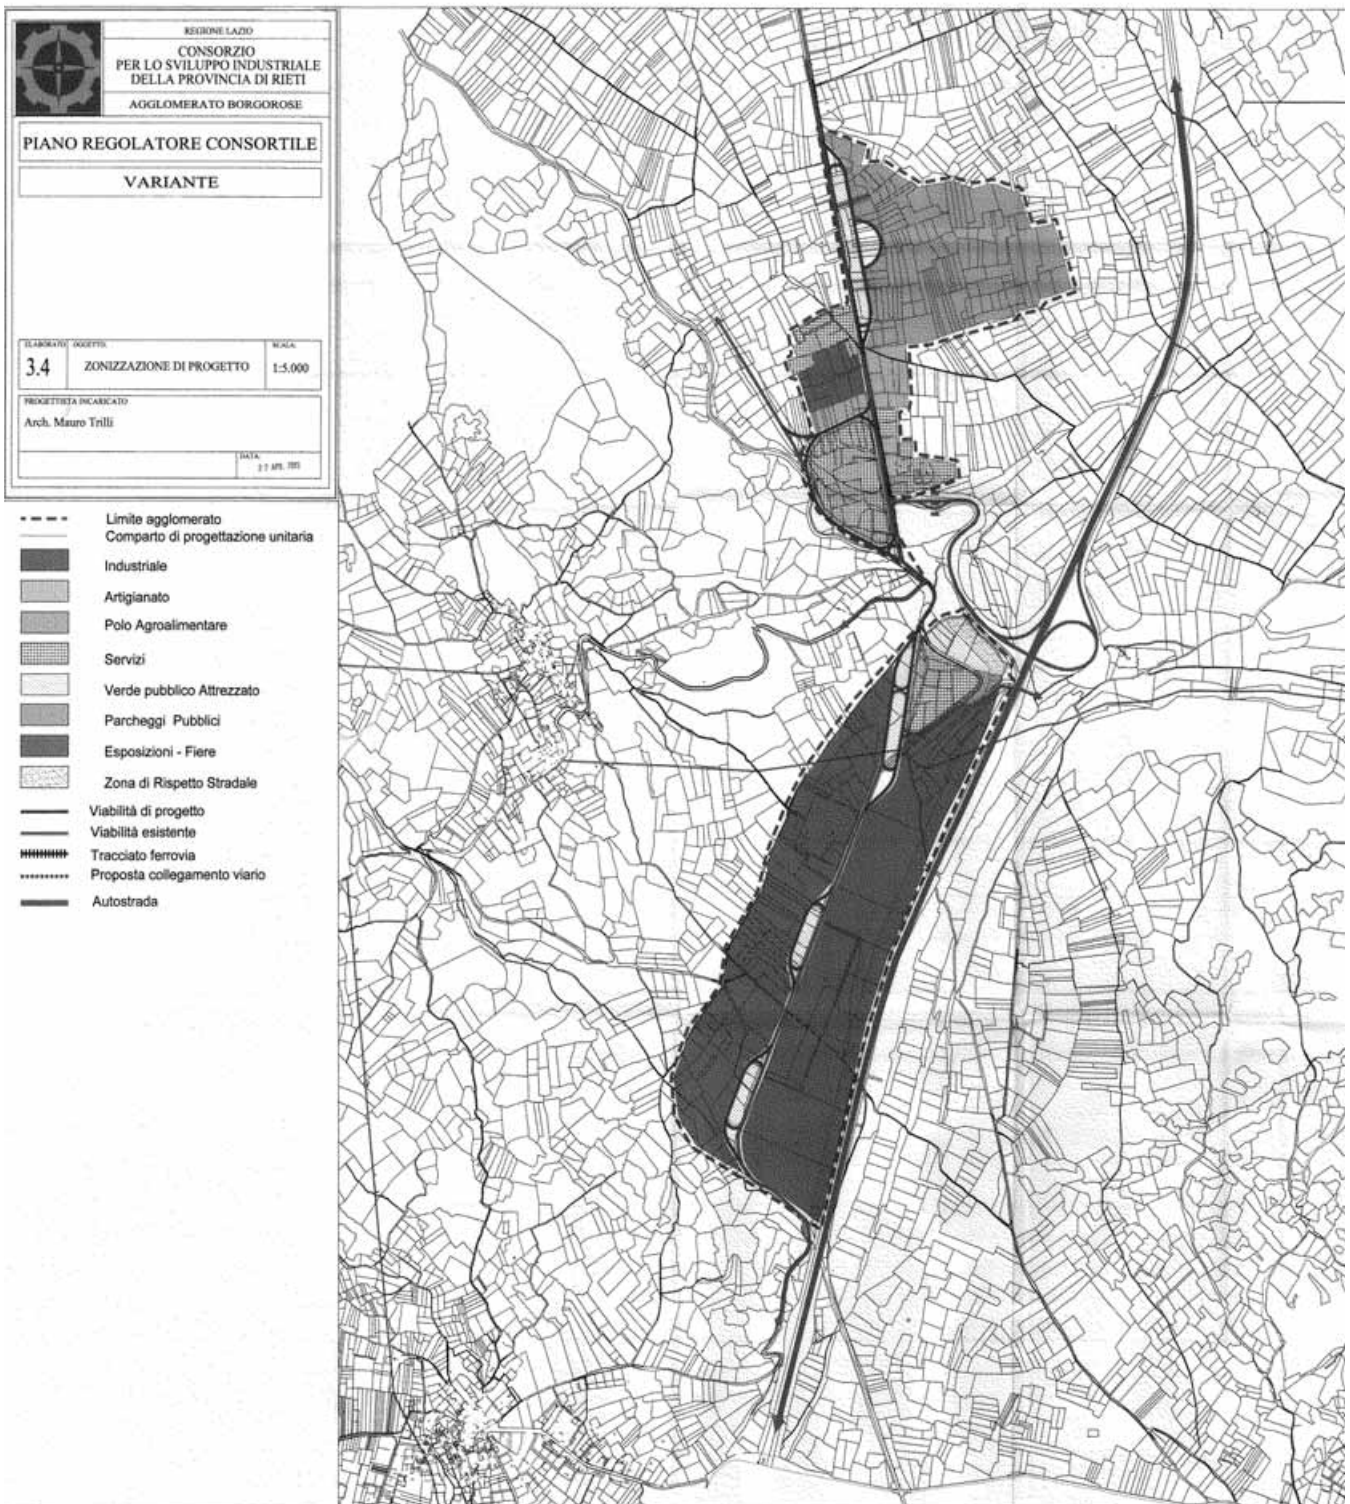 REGIONE LAZIO
CONSORZIO
PER LO SVILUPPO INDUSTRIALE
DELLA PROVINCIA DI RIETI
AGGLOMERATO BORGOROSE
PIANO REGOLATORE CONSORTILE
VARIANTE
ELABORATO OGGETTO: SCALA:
3.4 ZONIZZAZIONE DI PROGETTO 1:5.000
PROGETTISTA INCARICATO
Arch. Mauro Trilli
DATA:
Limite agglomerato
Comparto di progettazione unitaria
Industriale
Artigianato
Polo Agroalimentare
Servizi
Verde pubblico Attrezzato
Parcheggi Pubblici
Esposizioni - Fiere
Zona di Rispetto Stradale
Viabilità di progetto
Viabilità esistente
Tracciato ferrovia
Proposta collegamento viario
Autostrada